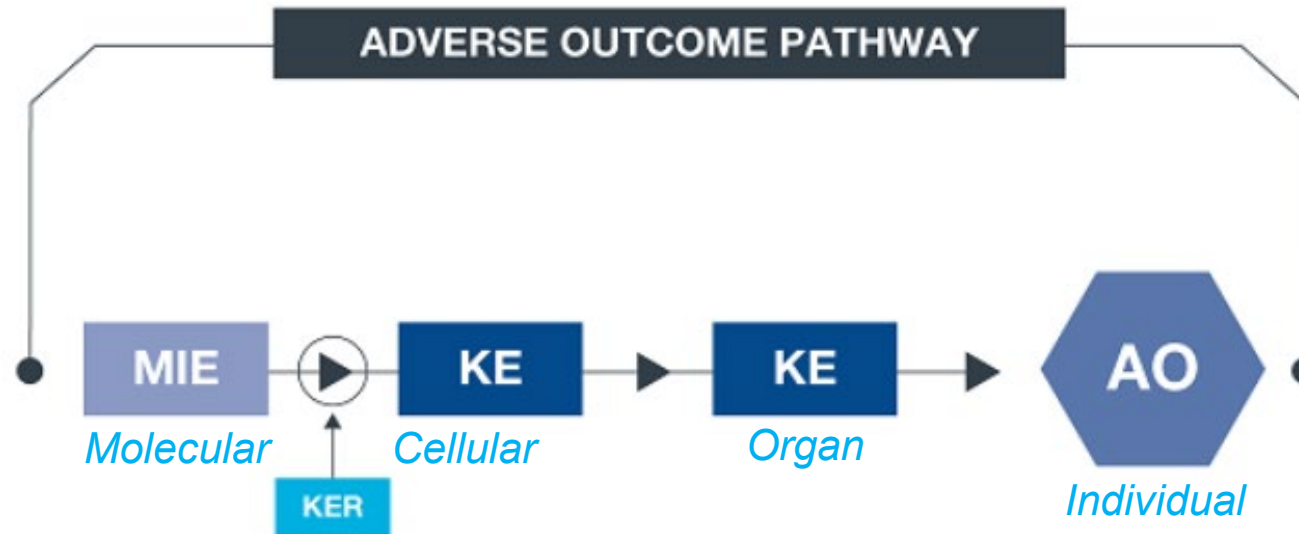 ADVERSE OUTCOME PATHWAY
MIE
KE
KE
AO
Molecular
Cellular
Organ
Individual
KER